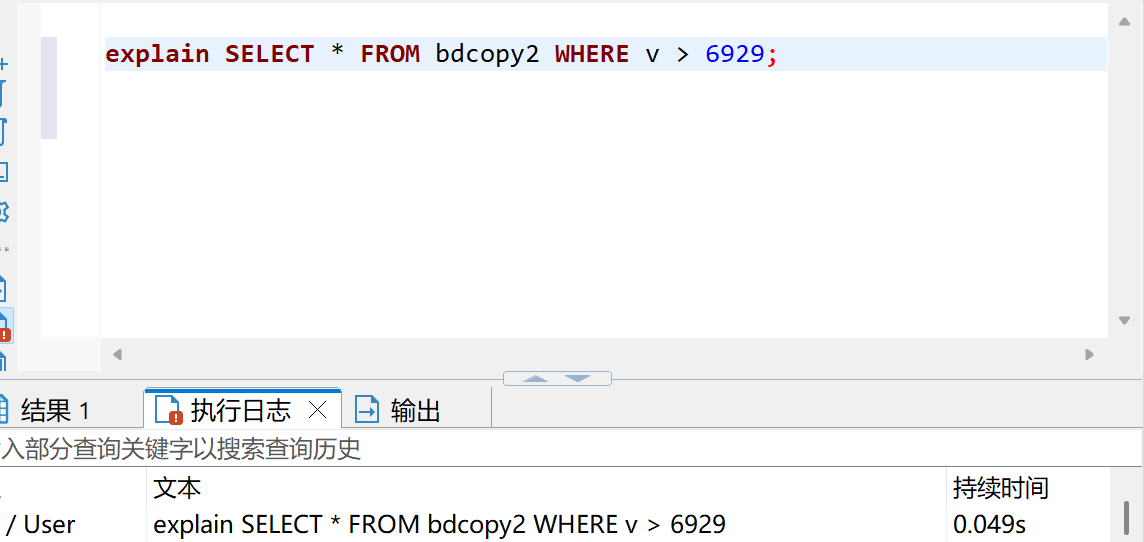 explain SELECT * FROM bdcopy2 WHERE v > 6929;
结果 1
执行日志
输出
入部分查询关键字以搜索查询历史
文本
持续时间
/ User
explain SELECT * FROM bdcopy2 WHERE v > 6929
0.049s